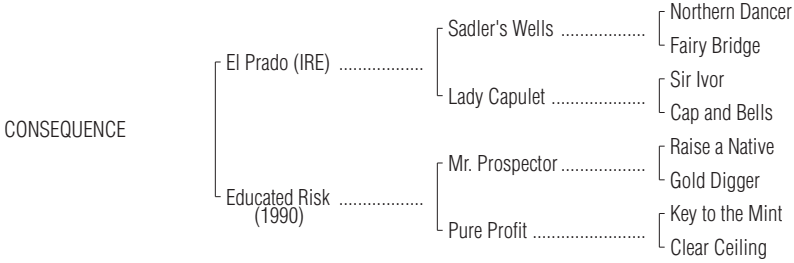 Northern Dancer
Sadler's Wells ..................
Fairy Bridge
El Prado (IRE) ..................
Sir Ivor
Lady Capulet ....................
Cap and Bells
CONSEQUENCE
Raise a Native
Mr. Prospector ..................
Gold Digger
Educated Risk ..................
(1990)
Key to the Mint
Pure Profit ........................
Clear Ceiling